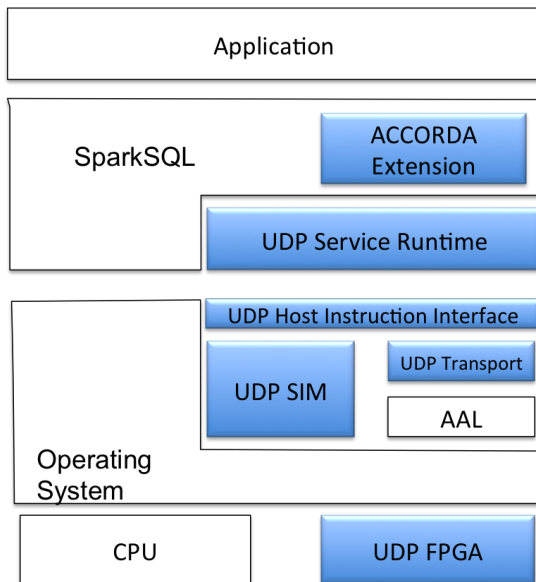 Application
SparkSQL
ACCORDA
Extension
UDP Service Runtime
UDP Host Instruction Interface
UDP SIM
UDP Transport
AAL
Operating
System
CPU
UDP FPGA